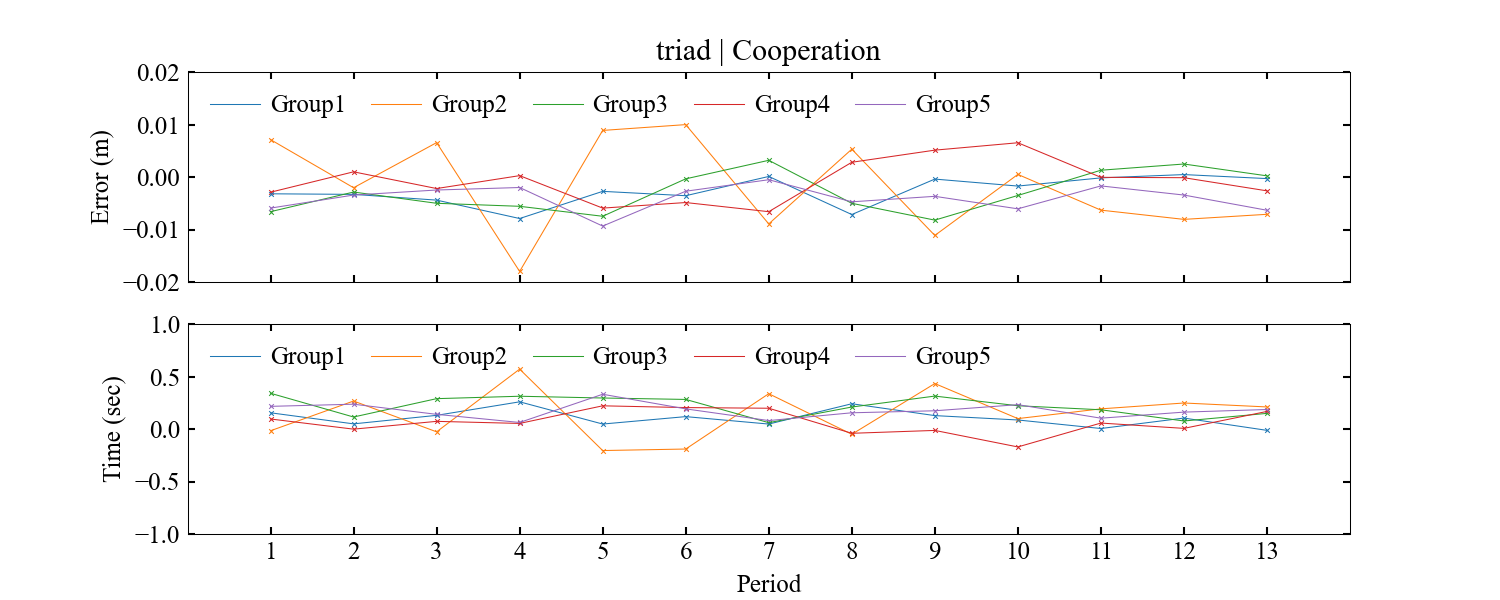 triad | Cooperation
0.02
Group1 Group2 Group3 Group4 Group5
0.01
0.00
−0.01
−0.02
Error (m)
1.0
Group1 Group2 Group3 Group4 Group5
0.5
0.0
−0.5
−1.0
Time (sec)
1 2 3 4 5 6 7 8 9 10 11 12 13
Period